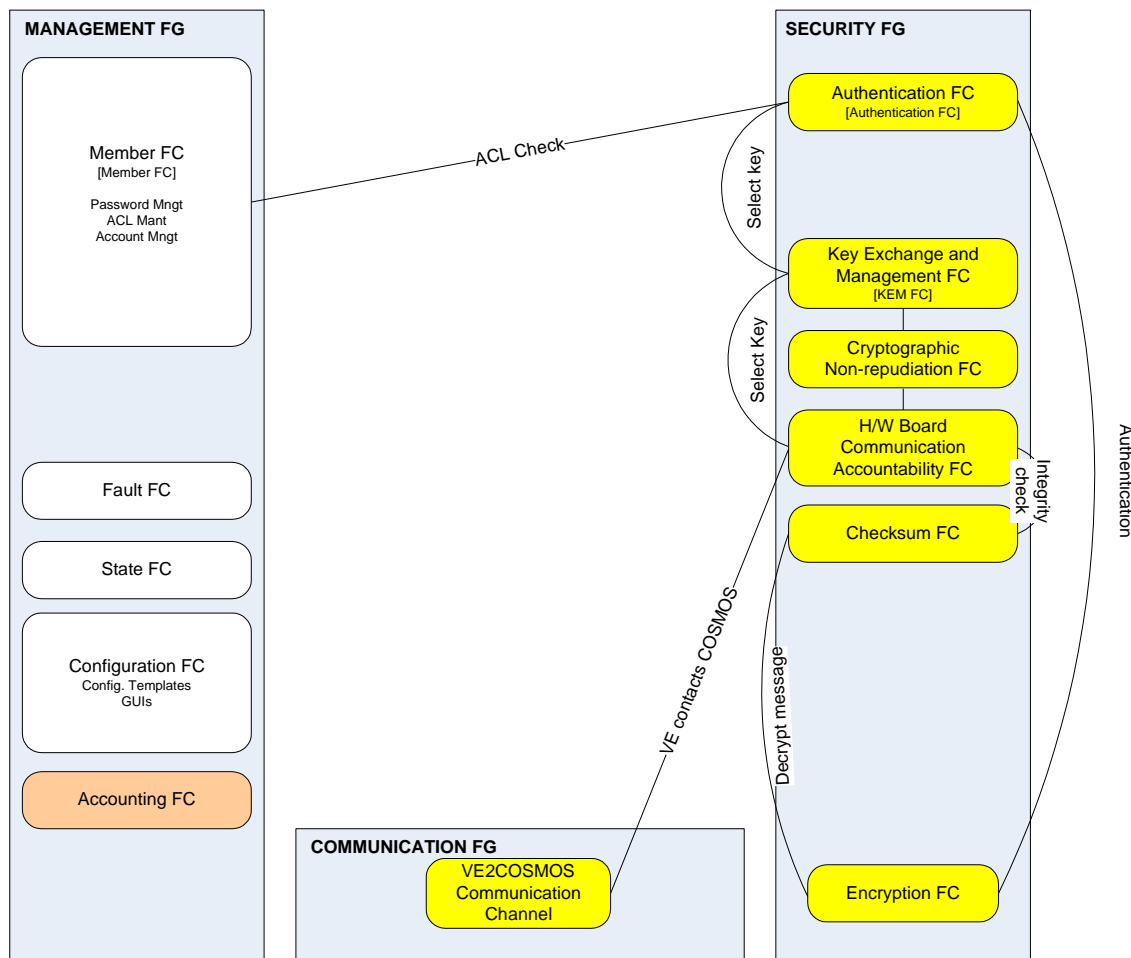 MANAGEMENT FG
Member FC
[Member FC]
Password Mngt
ACL Mant
Account Mngt
Fault FC
State FC
Configuration FC
Config. Templates
GUIs
Accounting FC
ACL Check
COMMUNICATION FG
VE2COSMOS
Communication
Channel
VE contacts COSMOS
SECURITY FG
Authentication FC
[Authentication FC]
Select key
Key Exchange and
Management FC
[KEM FC]
Select Key
Cryptographic
Non-repudiation FC
H/W Board
Communication
Accountability FC
Integrity
check
Checksum FC
Decrypt message
Encryption FC
Authentication